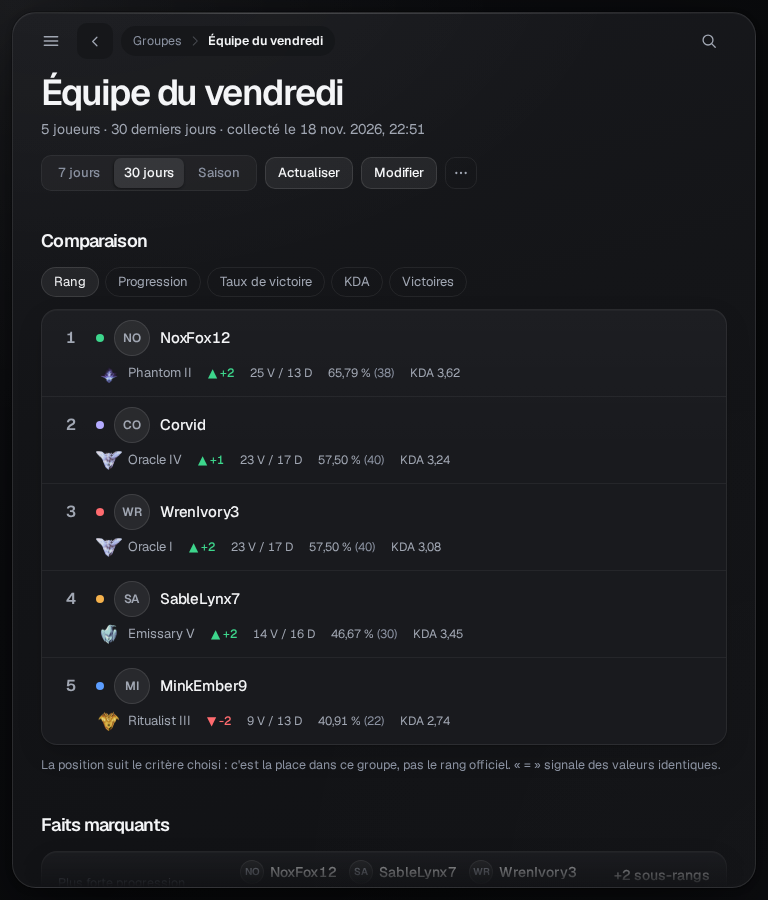 Groupes > Équipe du vendredi
Équipe du vendredi
5 joueurs · 30 derniers jours · collecté le 18 nov. 2026, 22:51
7 jours 30 jours Saison Actualiser Modifier ···
Comparaison
Rang Progression Taux de victoire KDA Victoires
1 NO NoxFox12
Phantom II ▲+2 25 V / 13 D 65,79 % (38) KDA 3,62
2 CO Corvid
Oracle IV ▲+1 23 V / 17 D 57,50 % (40) KDA 3,24
3 WR WrenIvory3
Oracle I ▲+2 23 V / 17 D 57,50 % (40) KDA 3,08
4 SA SableLynx7
Emissary V ▲+2 14 V / 16 D 46,67 % (30) KDA 3,45
5 MI MinkEmber9
Ritualist III ▼-2 9 V / 13 D 40,91 % (22) KDA 2,74
La position suit le critère choisi : c'est la place dans ce groupe, pas le rang officiel. « = » signale des valeurs identiques.
Faits marquants
NO NoxFox12 SA SableLynx7 WR WrenIvory3 +2 sous-rangs
Plus forte progression